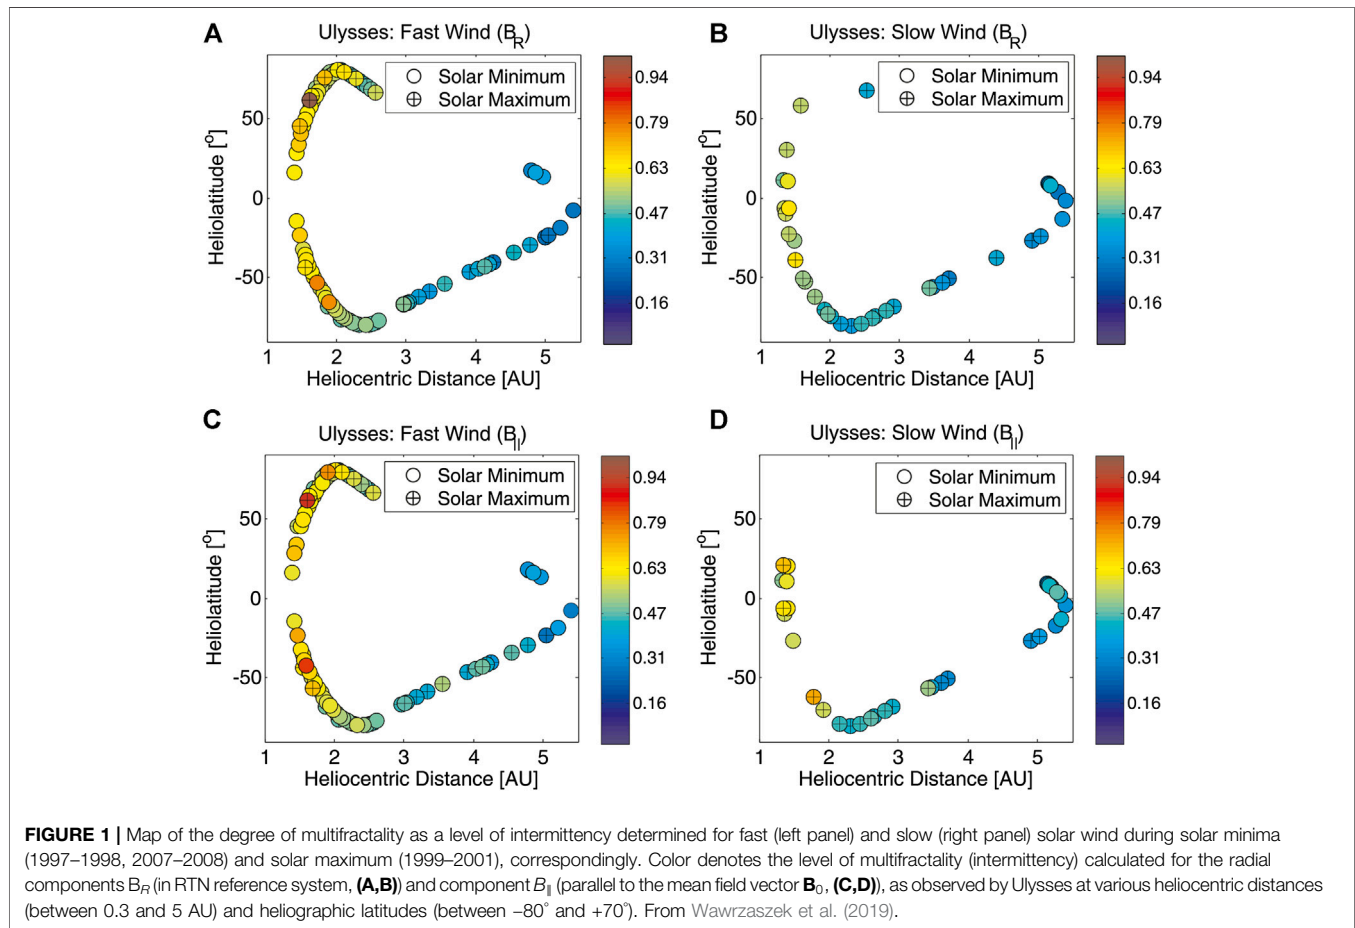 A
Ulysses: Fast Wind (B_R)
Solar Minimum
Solar Maximum
50
0
-50
Heliolatitude [º]
1 2 3 4 5
Heliocentric Distance [AU]
0.94
0.79
0.63
0.47
0.31
0.16
B
Ulysses: Slow Wind (B_R)
Solar Minimum
Solar Maximum
50
0
-50
Heliolatitude [º]
1 2 3 4 5
Heliocentric Distance [AU]
0.94
0.79
0.63
0.47
0.31
0.16
C
Ulysses: Fast Wind (B_||)
Solar Minimum
Solar Maximum
50
0
-50
Heliolatitude [º]
1 2 3 4 5
Heliocentric Distance [AU]
0.94
0.79
0.63
0.47
0.31
0.16
D
Ulysses: Slow Wind (B_||)
Solar Minimum
Solar Maximum
50
0
-50
Heliolatitude [º]
1 2 3 4 5
Heliocentric Distance [AU]
0.94
0.79
0.63
0.47
0.31
0.16
FIGURE 1 | Map of the degree of multifractality as a level of intermittency determined for fast (left panel) and slow (right panel) solar wind during solar minima
(1997–1998, 2007–2008) and solar maximum (1999–2001), correspondingly. Color denotes the level of multifractality (intermittency) calculated for the radial
components B_R (in RTN reference system, (A,B)) and component B_∥ (parallel to the mean field vector B₀, (C,D)), as observed by Ulysses at various heliocentric distances
(between 0.3 and 5 AU) and heliographic latitudes (between −80° and +70°). From Wawrzaszek et al. (2019).